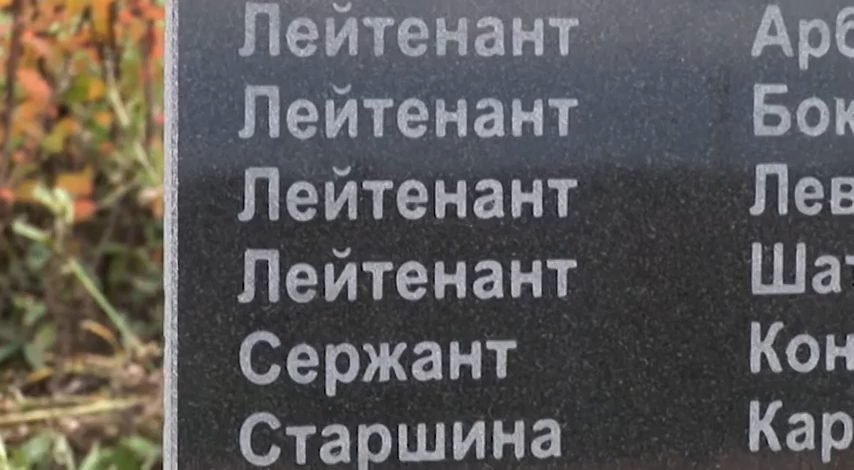 Лейтенант Арб
Лейтенант Бок
Лейтенант Лев
Лейтенант Шат
Сержант Кон
Старшина Кар